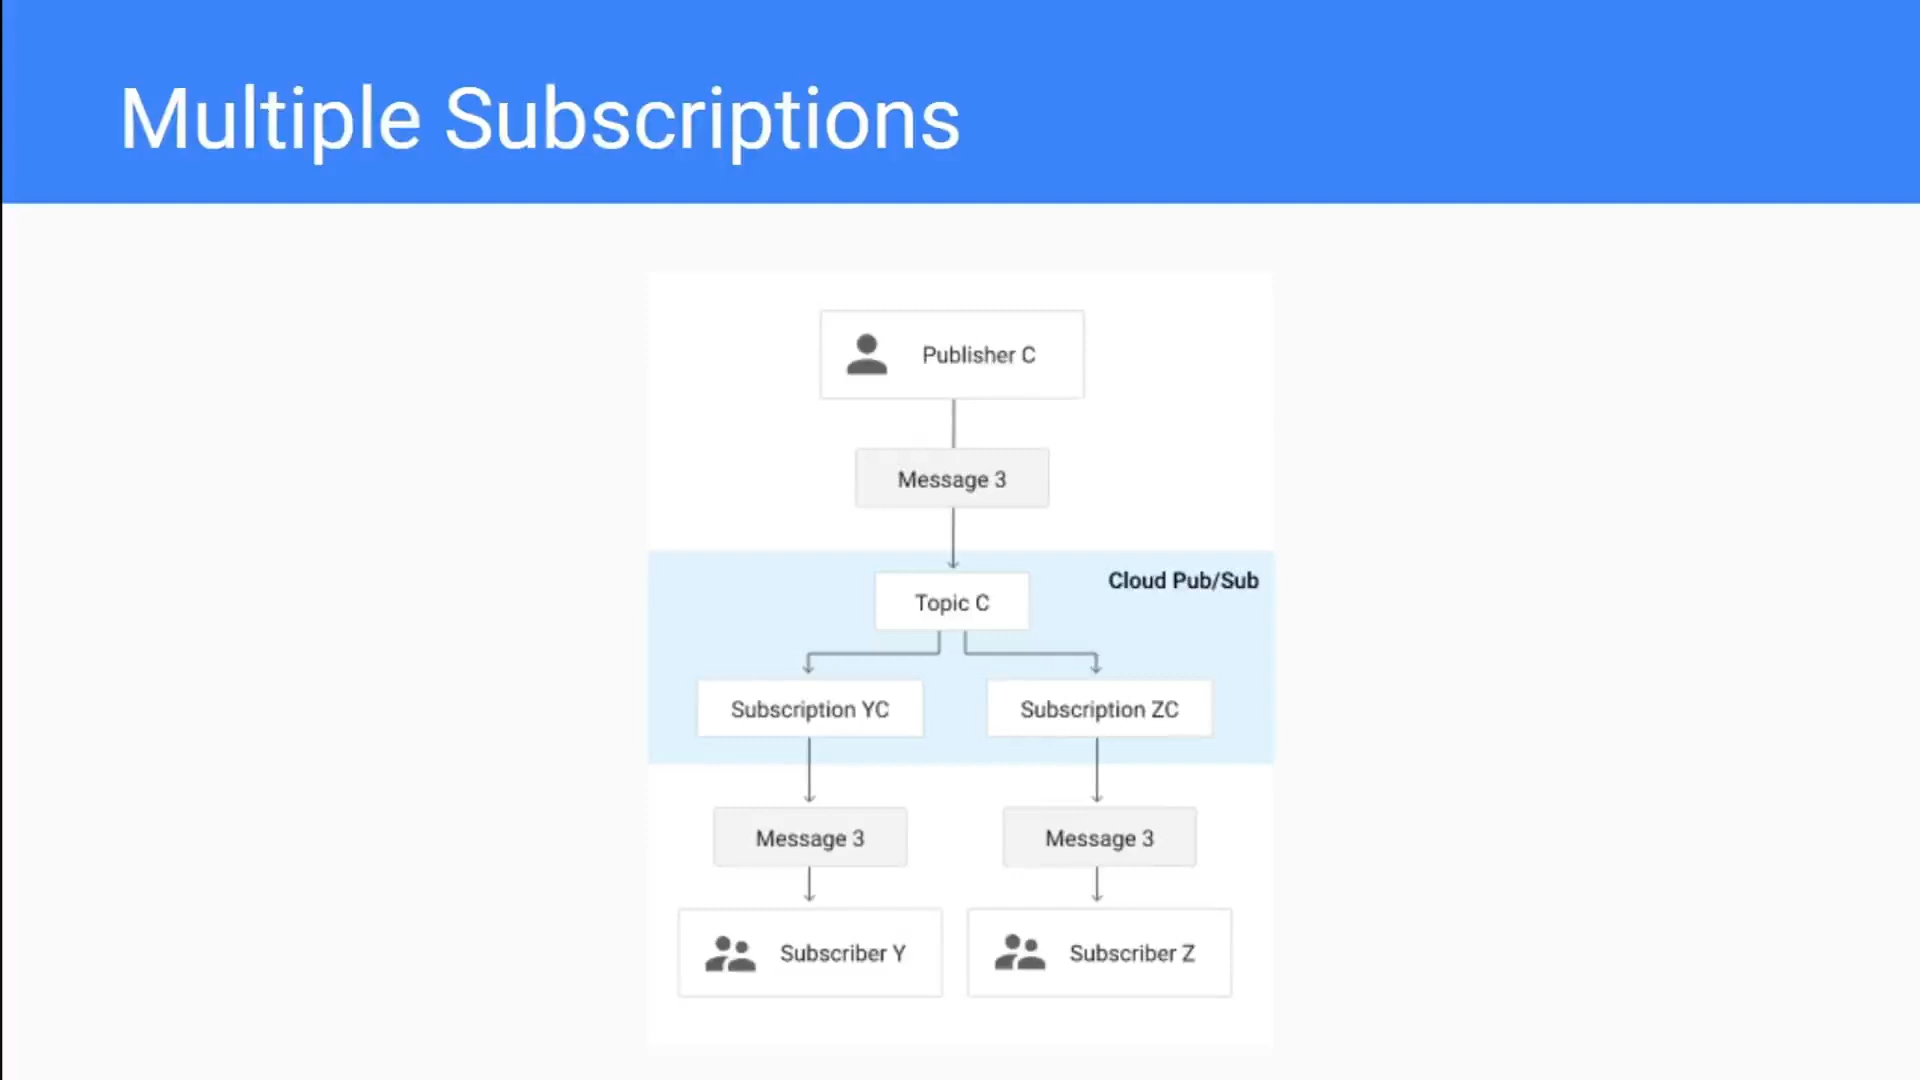 Multiple Subscriptions
Publisher C
Message 3
Cloud Pub/Sub
Topic C
Subscription YC
Subscription ZC
Message 3
Message 3
Subscriber Y
Subscriber Z